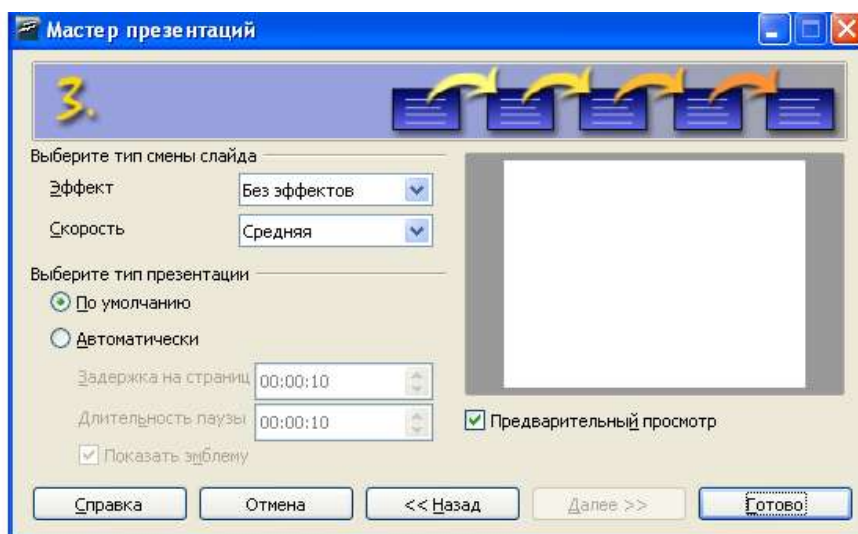 Мастер презентаций
3.
Выберите тип смены слайда
Эффект
Без эффектов
Скорость
Средняя
Выберите тип презентации
По умолчанию
Автоматически
Задержка на страниц 00:00:10
Длительность паузы 00:00:10
Показать эмблему
Предварительный просмотр
Справка
Отмена
<< Назад
Далее >>
Готово